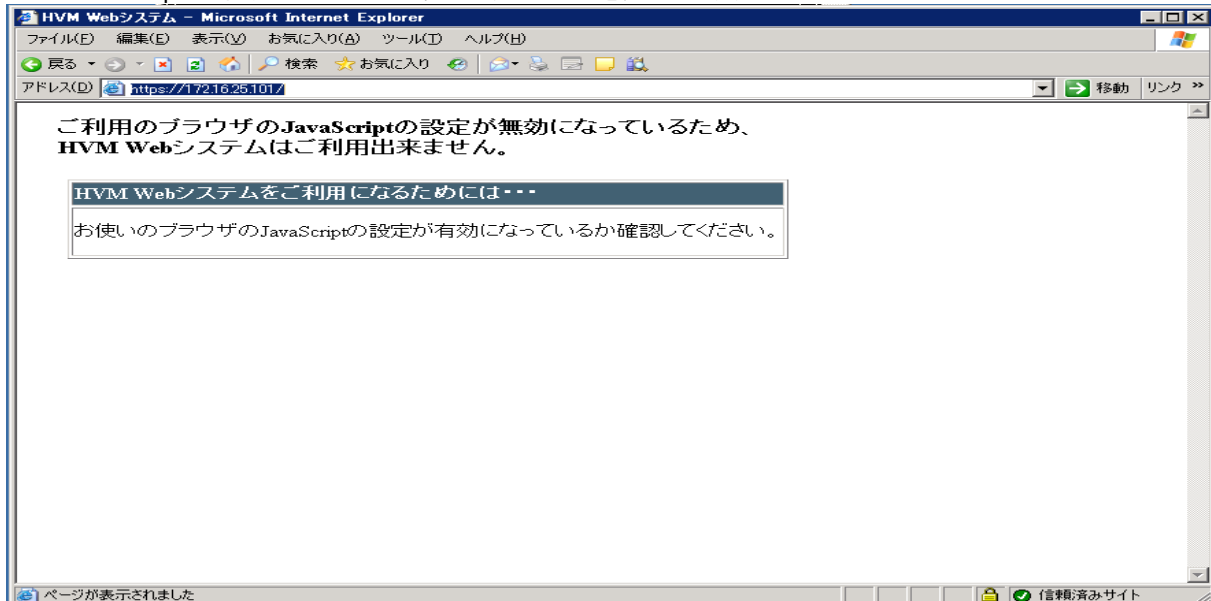 HVM Webシステム - Microsoft Internet Explorer
ファイル(F) 編集(E) 表示(V) お気に入り(A) ツール(T) ヘルプ(H)
戻る 検索 お気に入り
アドレス(D) https://172.16.25.101/ 移動 リンク »
ご利用のブラウザのJavaScriptの設定が無効になっているため、
HVM Webシステムはご利用出来ません。
HVM Webシステムをご利用になるためには・・・
お使いのブラウザのJavaScriptの設定が有効になっているか確認してください。
ページが表示されました 信頼済みサイト